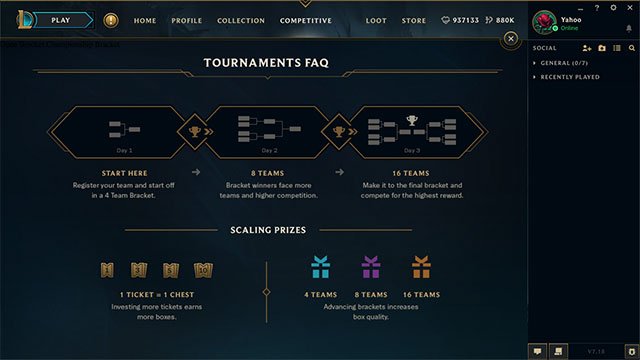 PLAY
HOME
PROFILE
COLLECTION
COMPETITIVE
LOOT
STORE
937133
880K
Yahoo
Online
SOCIAL
GENERAL (0/7)
RECENTLY PLAYED
TOURNAMENTS FAQ
Day 1
Day 2
Day 3
START HERE
Register your team and start off
in a 4 Team Bracket.
8 TEAMS
Bracket winners face more
teams and higher competition.
16 TEAMS
Make it to the final bracket and
compete for the highest reward.
SCALING PRIZES
1 TICKET = 1 CHEST
Investing more tickets earns
more boxes.
4 TEAMS
8 TEAMS
16 TEAMS
Advancing brackets increases
box quality.
V7.15